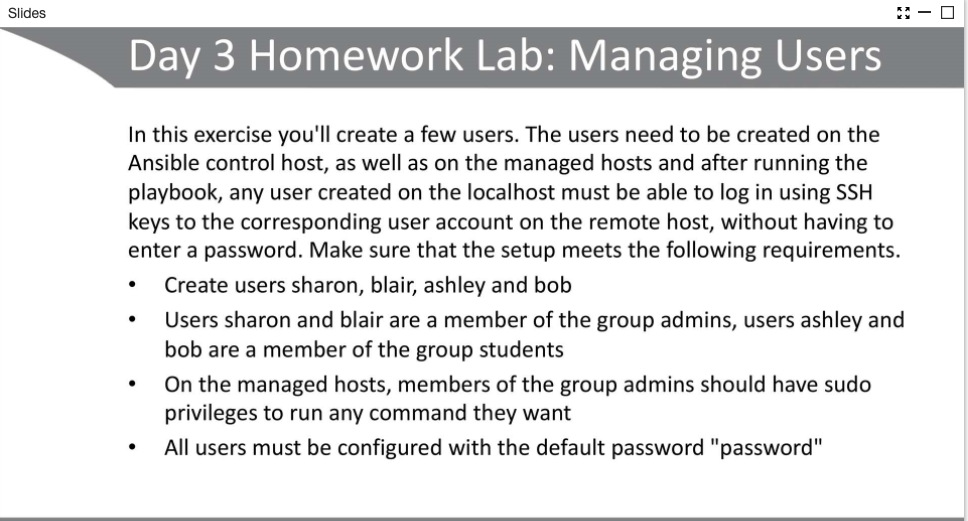 Slides
Day 3 Homework Lab: Managing Users
In this exercise you'll create a few users. The users need to be created on the
Ansible control host, as well as on the managed hosts and after running the
playbook, any user created on the localhost must be able to log in using SSH
keys to the corresponding user account on the remote host, without having to
enter a password. Make sure that the setup meets the following requirements.
• Create users sharon, blair, ashley and bob
• Users sharon and blair are a member of the group admins, users ashley and
bob are a member of the group students
• On the managed hosts, members of the group admins should have sudo
privileges to run any command they want
• All users must be configured with the default password "password"